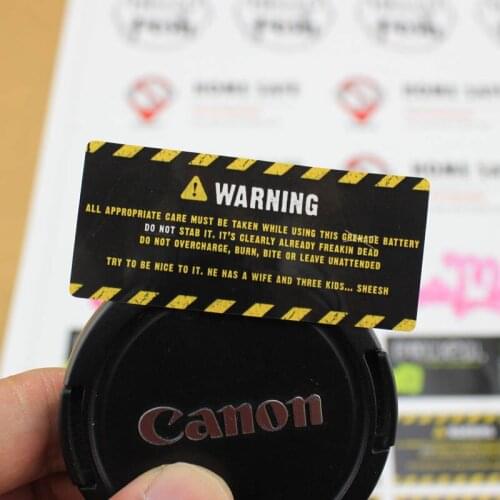 HOME SAFE
WARNING
ALL APPROPRIATE CARE MUST BE TAKEN WHILE USING THIS GRENADE BATTERY
DO NOT STAB IT. IT'S CLEARLY ALREADY FREAKIN DEAD
DO NOT OVERCHARGE, BURN, BITE OR LEAVE UNATTENDED
TRY TO BE NICE TO IT. HE HAS A WIFE AND THREE KIDS... SHEESH
Canon